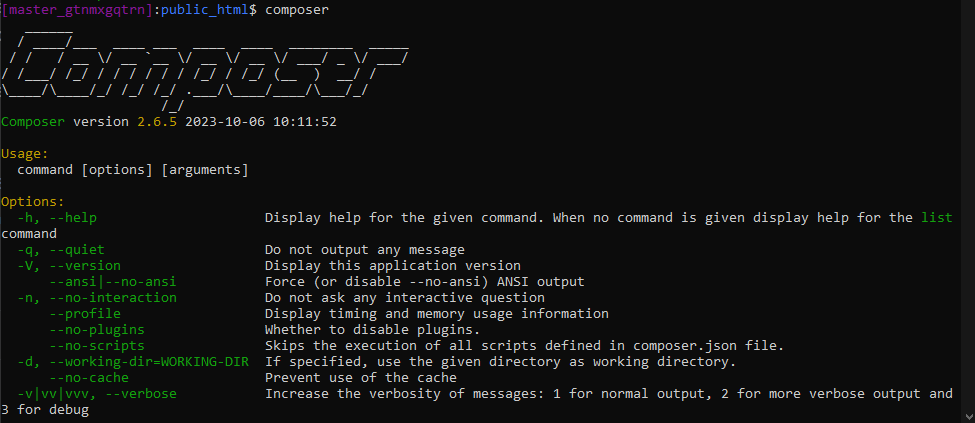 [master_gtnmxgqtrn]:public_html$ composer
   ______
  / ____/___  ____ ___  ____  ____  ________  _____
 / /   / __ \/ __ `__ \/ __ \/ __ \/ ___/ _ \/ ___/
/ /___/ /_/ / / / / / / /_/ / /_/ (__  )  __/ /
\____/\____/_/ /_/ /_/ .___/\____/____/\___/_/
                    /_/
Composer version 2.6.5 2023-10-06 10:11:52
Usage:
  command [options] [arguments]
Options:
  -h, --help                     Display help for the given command. When no command is given display help for the list
command
  -q, --quiet                    Do not output any message
  -V, --version                  Display this application version
      --ansi|--no-ansi           Force (or disable --no-ansi) ANSI output
  -n, --no-interaction           Do not ask any interactive question
      --profile                  Display timing and memory usage information
      --no-plugins               Whether to disable plugins.
      --no-scripts               Skips the execution of all scripts defined in composer.json file.
  -d, --working-dir=WORKING-DIR  If specified, use the given directory as working directory.
      --no-cache                 Prevent use of the cache
  -v|vv|vvv, --verbose           Increase the verbosity of messages: 1 for normal output, 2 for more verbose output and
3 for debug